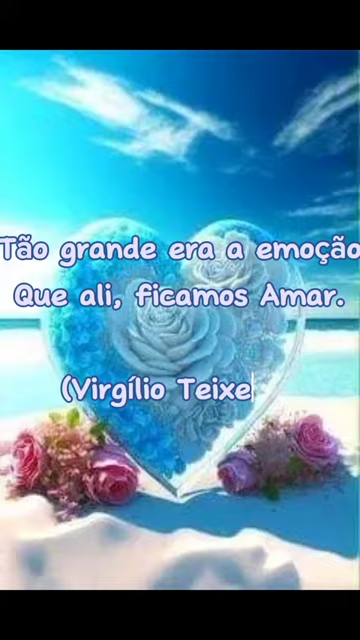 Tão grande era a emoção
Que ali, ficamos Amar.
(Virgílio Teixe